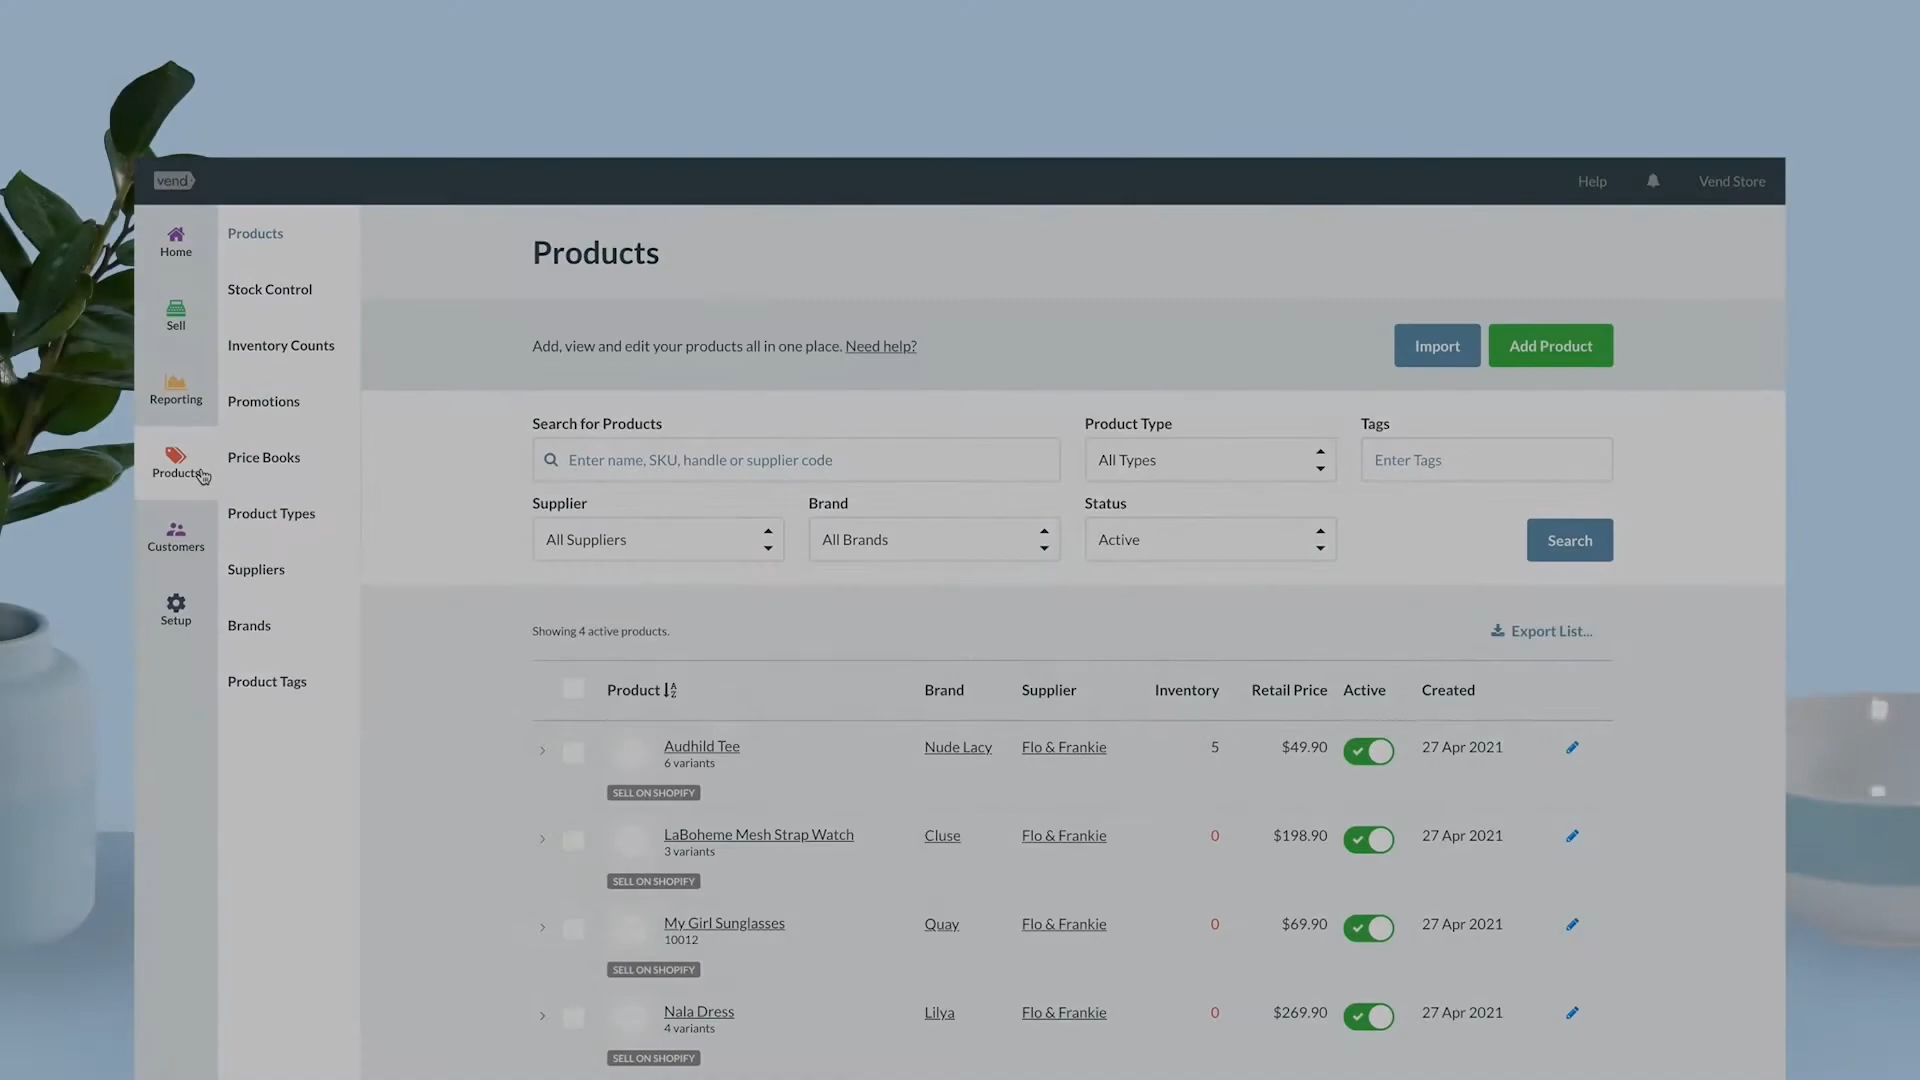 vend
Help
Vend Store
Home
Sell
Reporting
Products
Customers
Setup
Products
Stock Control
Inventory Counts
Promotions
Price Books
Product Types
Suppliers
Brands
Product Tags
Products
Add, view and edit your products all in one place. Need help?
Import
Add Product
Search for Products
Product Type
Tags
Enter name, SKU, handle or supplier code
All Types
Enter Tags
Supplier
Brand
Status
All Suppliers
All Brands
Active
Search
Showing 4 active products.
Export List...
Product Brand Supplier Inventory Retail Price Active Created
Audhild Tee Nude Lacy Flo & Frankie 5 $49.90 27 Apr 2021
6 variants
SELL ON SHOPIFY
LaBoheme Mesh Strap Watch Cluse Flo & Frankie 0 $198.90 27 Apr 2021
3 variants
SELL ON SHOPIFY
My Girl Sunglasses Quay Flo & Frankie 0 $69.90 27 Apr 2021
10012
SELL ON SHOPIFY
Nala Dress Lilya Flo & Frankie 0 $269.90 27 Apr 2021
4 variants
SELL ON SHOPIFY